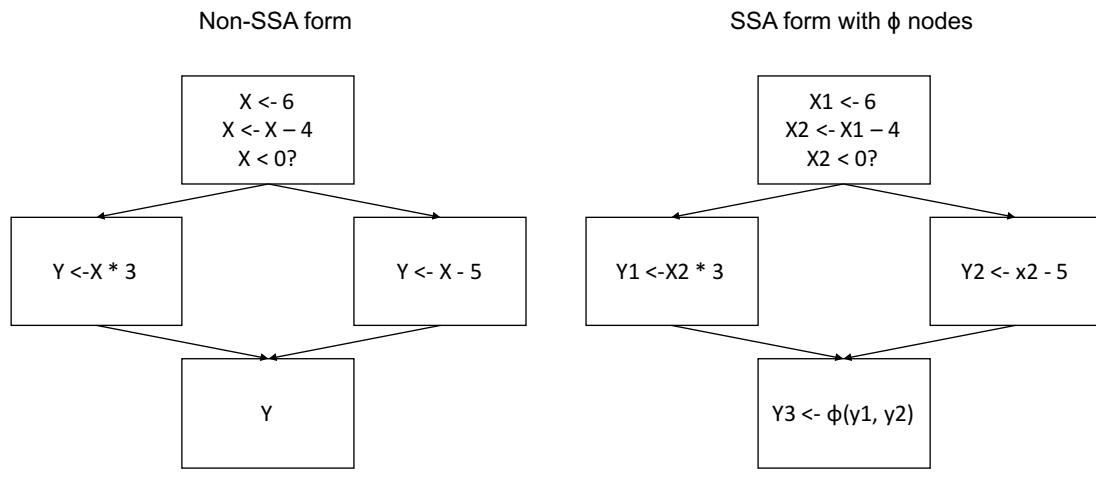 Non-SSA form
X <- 6
X <- X – 4
X < 0?
Y <-X * 3
Y <- X - 5
Y
SSA form with ϕ nodes
X1 <- 6
X2 <- X1 – 4
X2 < 0?
Y1 <-X2 * 3
Y2 <- x2 - 5
Y3 <- ϕ(y1, y2)